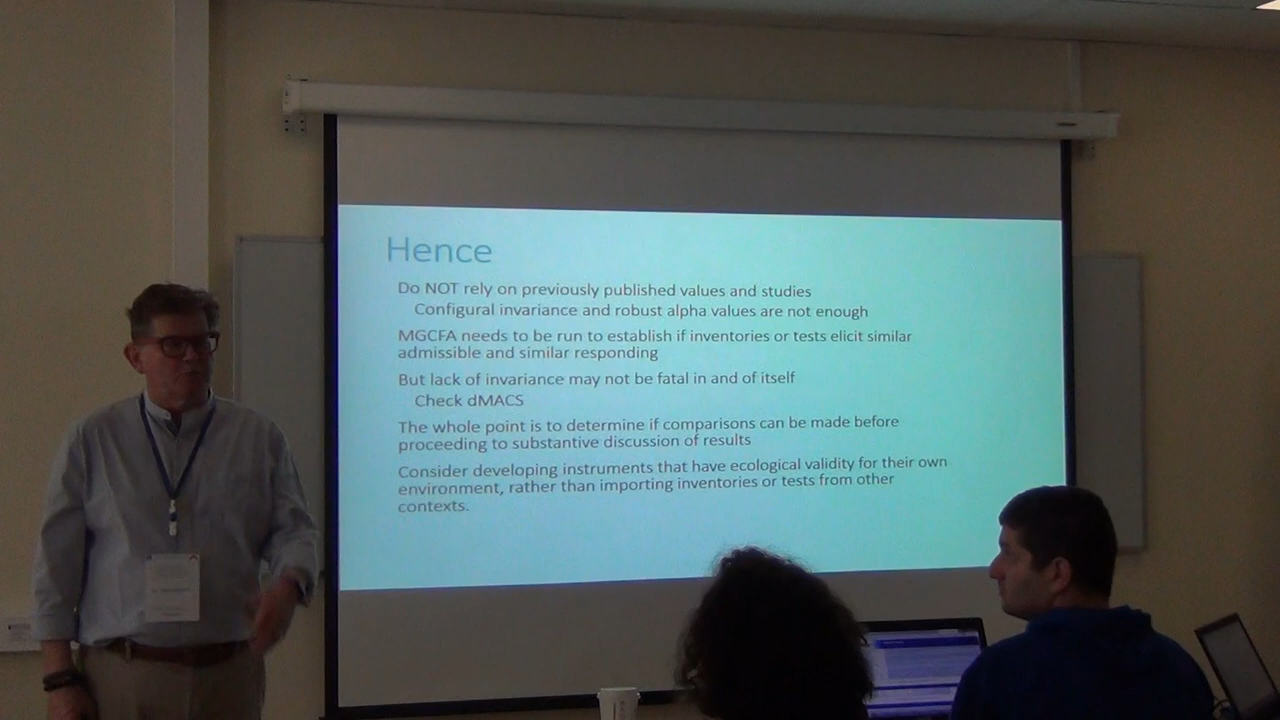 Hence
Do NOT rely on previously published values and studies
Configural invariance and robust alpha values are not enough
MGCFA needs to be run to establish if inventories or tests elicit similar
admissible and similar responding
But lack of invariance may not be fatal in and of itself
Check dMACS
The whole point is to determine if comparisons can be made before
proceeding to substantive discussion of results
Consider developing instruments that have ecological validity for their own
environment, rather than importing inventories or tests from other
contexts.